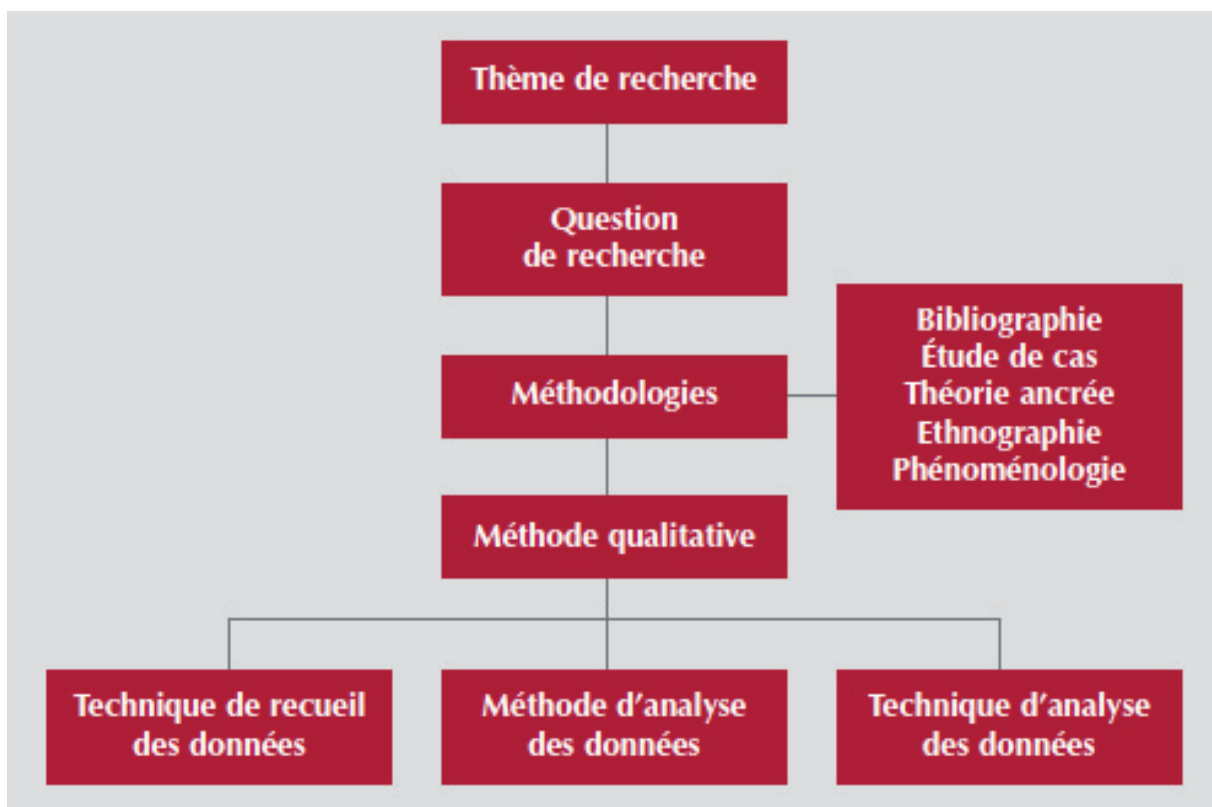 Thème de recherche
Question
de recherche
Méthodologies
Bibliographie
Étude de cas
Théorie ancrée
Ethnographie
Phénoménologie
Méthode qualitative
Technique de recueil
des données
Méthode d'analyse
des données
Technique d'analyse
des données